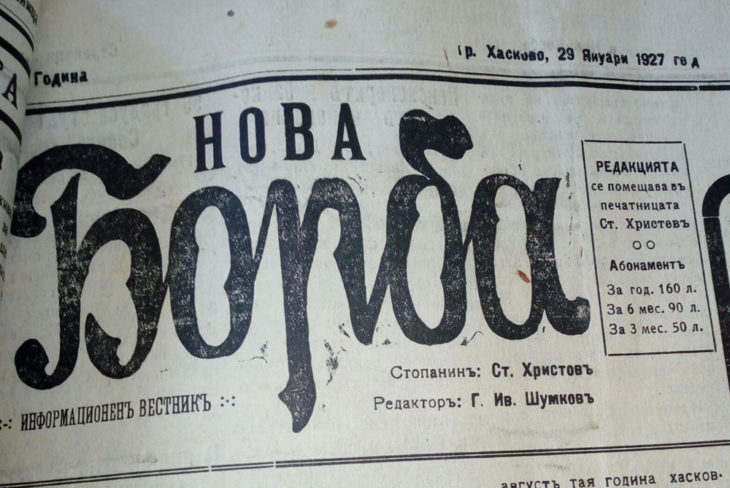 Година
гр. Хасково, 29 Януари 1927 год
НОВА
Борба
:-: ИНФОРМАЦИОНЕНЪ ВЕСТНИКЪ :-:
Стопанинъ: Ст. Христовъ
Редакторъ: Г. Ив. Шумковъ
РЕДАКЦИЯТА
се помещава въ
печатницата
Ст. Христевъ
○○
Абонаментъ
За год. 160 л.
За 6 мес. 90 л.
За 3 мес. 50 л.
августъ тая година хасков-